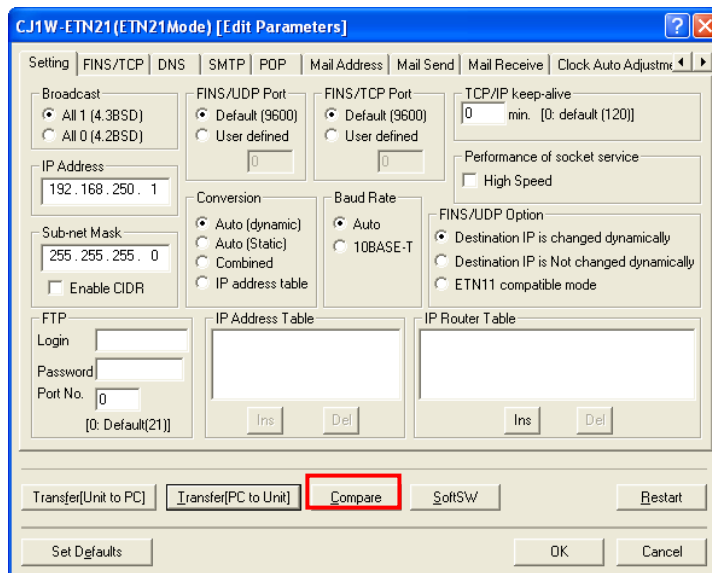 CJ1W-ETN21(ETN21Mode) [Edit Parameters]
Setting FINS/TCP DNS SMTP POP Mail Address Mail Send Mail Receive Clock Auto Adjustme
Broadcast
All 1 (4.3BSD)
All 0 (4.2BSD)
FINS/UDP Port
Default (9600)
User defined
0
FINS/TCP Port
Default (9600)
User defined
0
TCP/IP keep-alive
0 min. [0: default (120)]
Performance of socket service
High Speed
IP Address
192.168.250. 1
Sub-net Mask
255.255.255. 0
Enable CIDR
Conversion
Auto (dynamic)
Auto (Static)
Combined
IP address table
Baud Rate
Auto
10BASE-T
FINS/UDP Option
Destination IP is changed dynamically
Destination IP is Not changed dynamically
ETN11 compatible mode
FTP
Login
Password
Port No. 0
[0: Default(21)]
IP Address Table
Ins Del
IP Router Table
Ins Del
Transfer[Unit to PC] Transfer[PC to Unit] Compare SoftSW Restart
Set Defaults OK Cancel